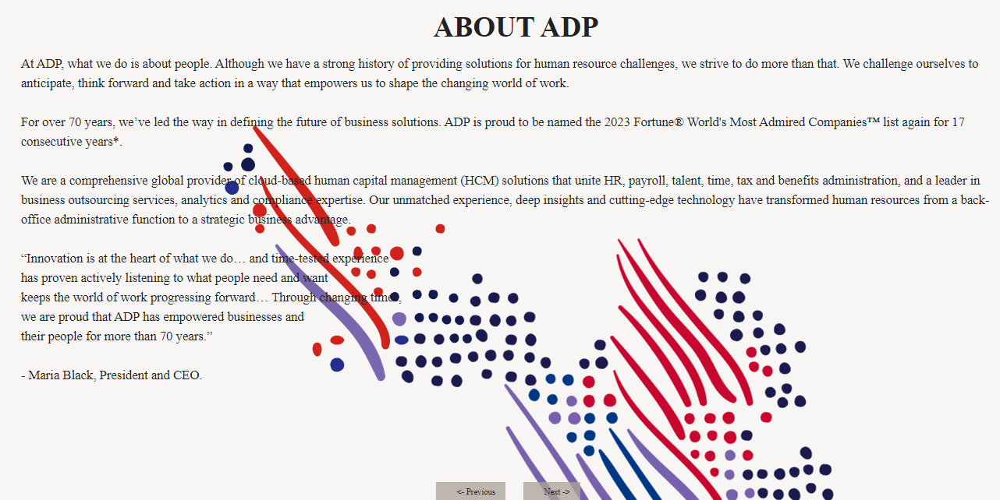 ABOUT ADP
At ADP, what we do is about people. Although we have a strong history of providing solutions for human resource challenges, we strive to do more than that. We challenge ourselves to
anticipate, think forward and take action in a way that empowers us to shape the changing world of work.
For over 70 years, we’ve led the way in defining the future of business solutions. ADP is proud to be named the 2023 Fortune® World's Most Admired Companies™ list again for 17
consecutive years*.
We are a comprehensive global provider of cloud-based human capital management (HCM) solutions that unite HR, payroll, talent, time, tax and benefits administration, and a leader in
business outsourcing services, analytics and compliance expertise. Our unmatched experience, deep insights and cutting-edge technology have transformed human resources from a back-
office administrative function to a strategic business advantage.
“Innovation is at the heart of what we do… and time-tested experience
has proven actively listening to what people need and want
keeps the world of work progressing forward… Through changing times,
we are proud that ADP has empowered businesses and
their people for more than 70 years.”
- Maria Black, President and CEO.
<- Previous Next ->